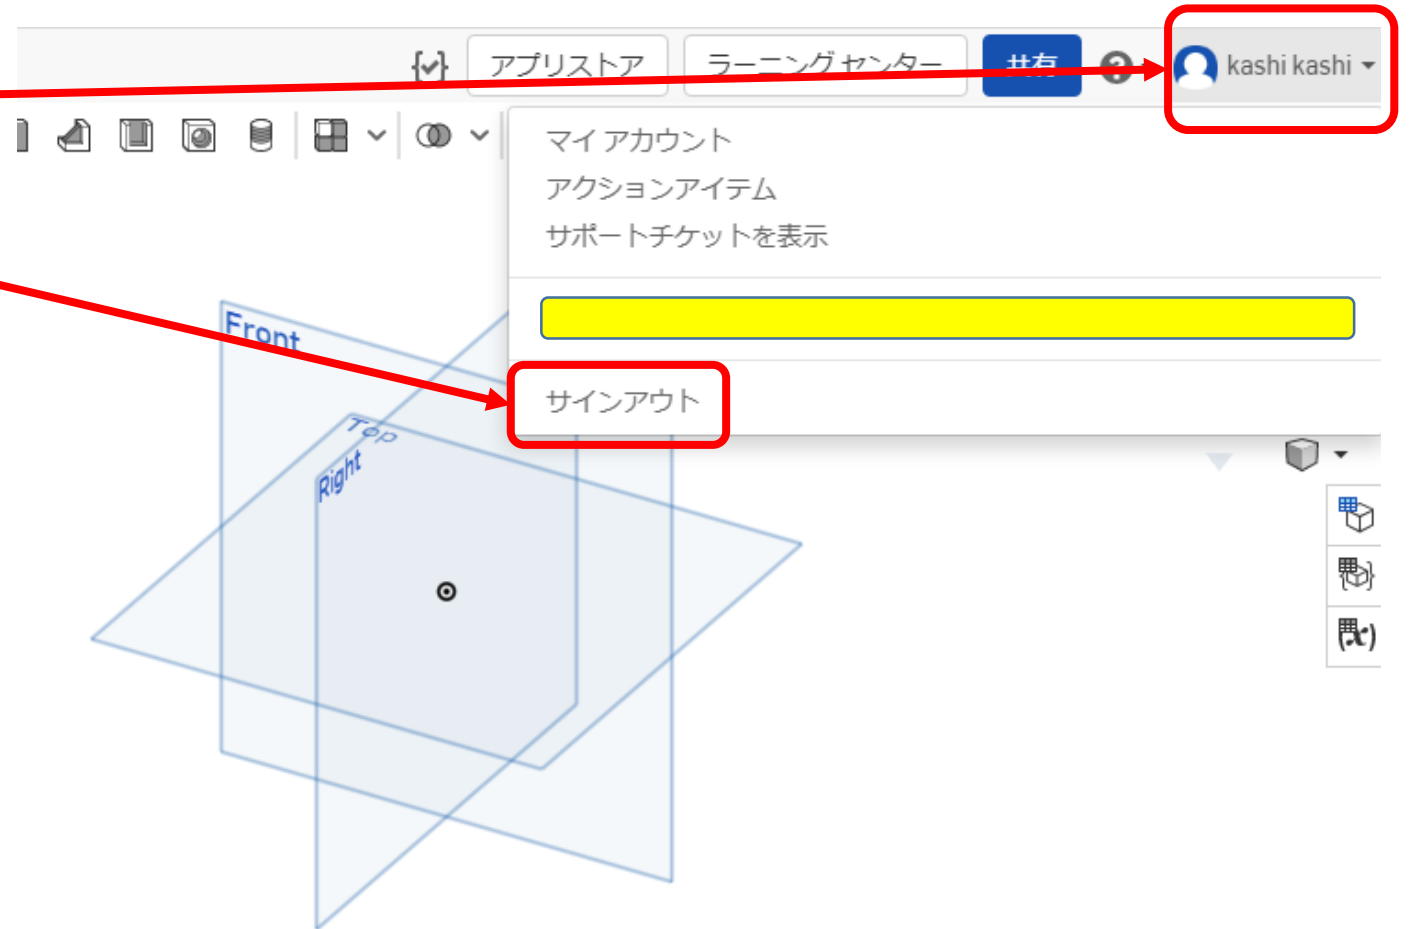 アプリストア
ラーニング センター
共有
kashi kashi
マイ アカウント
アクションアイテム
サポートチケットを表示
サインアウト
Front
Top
Right
(x)